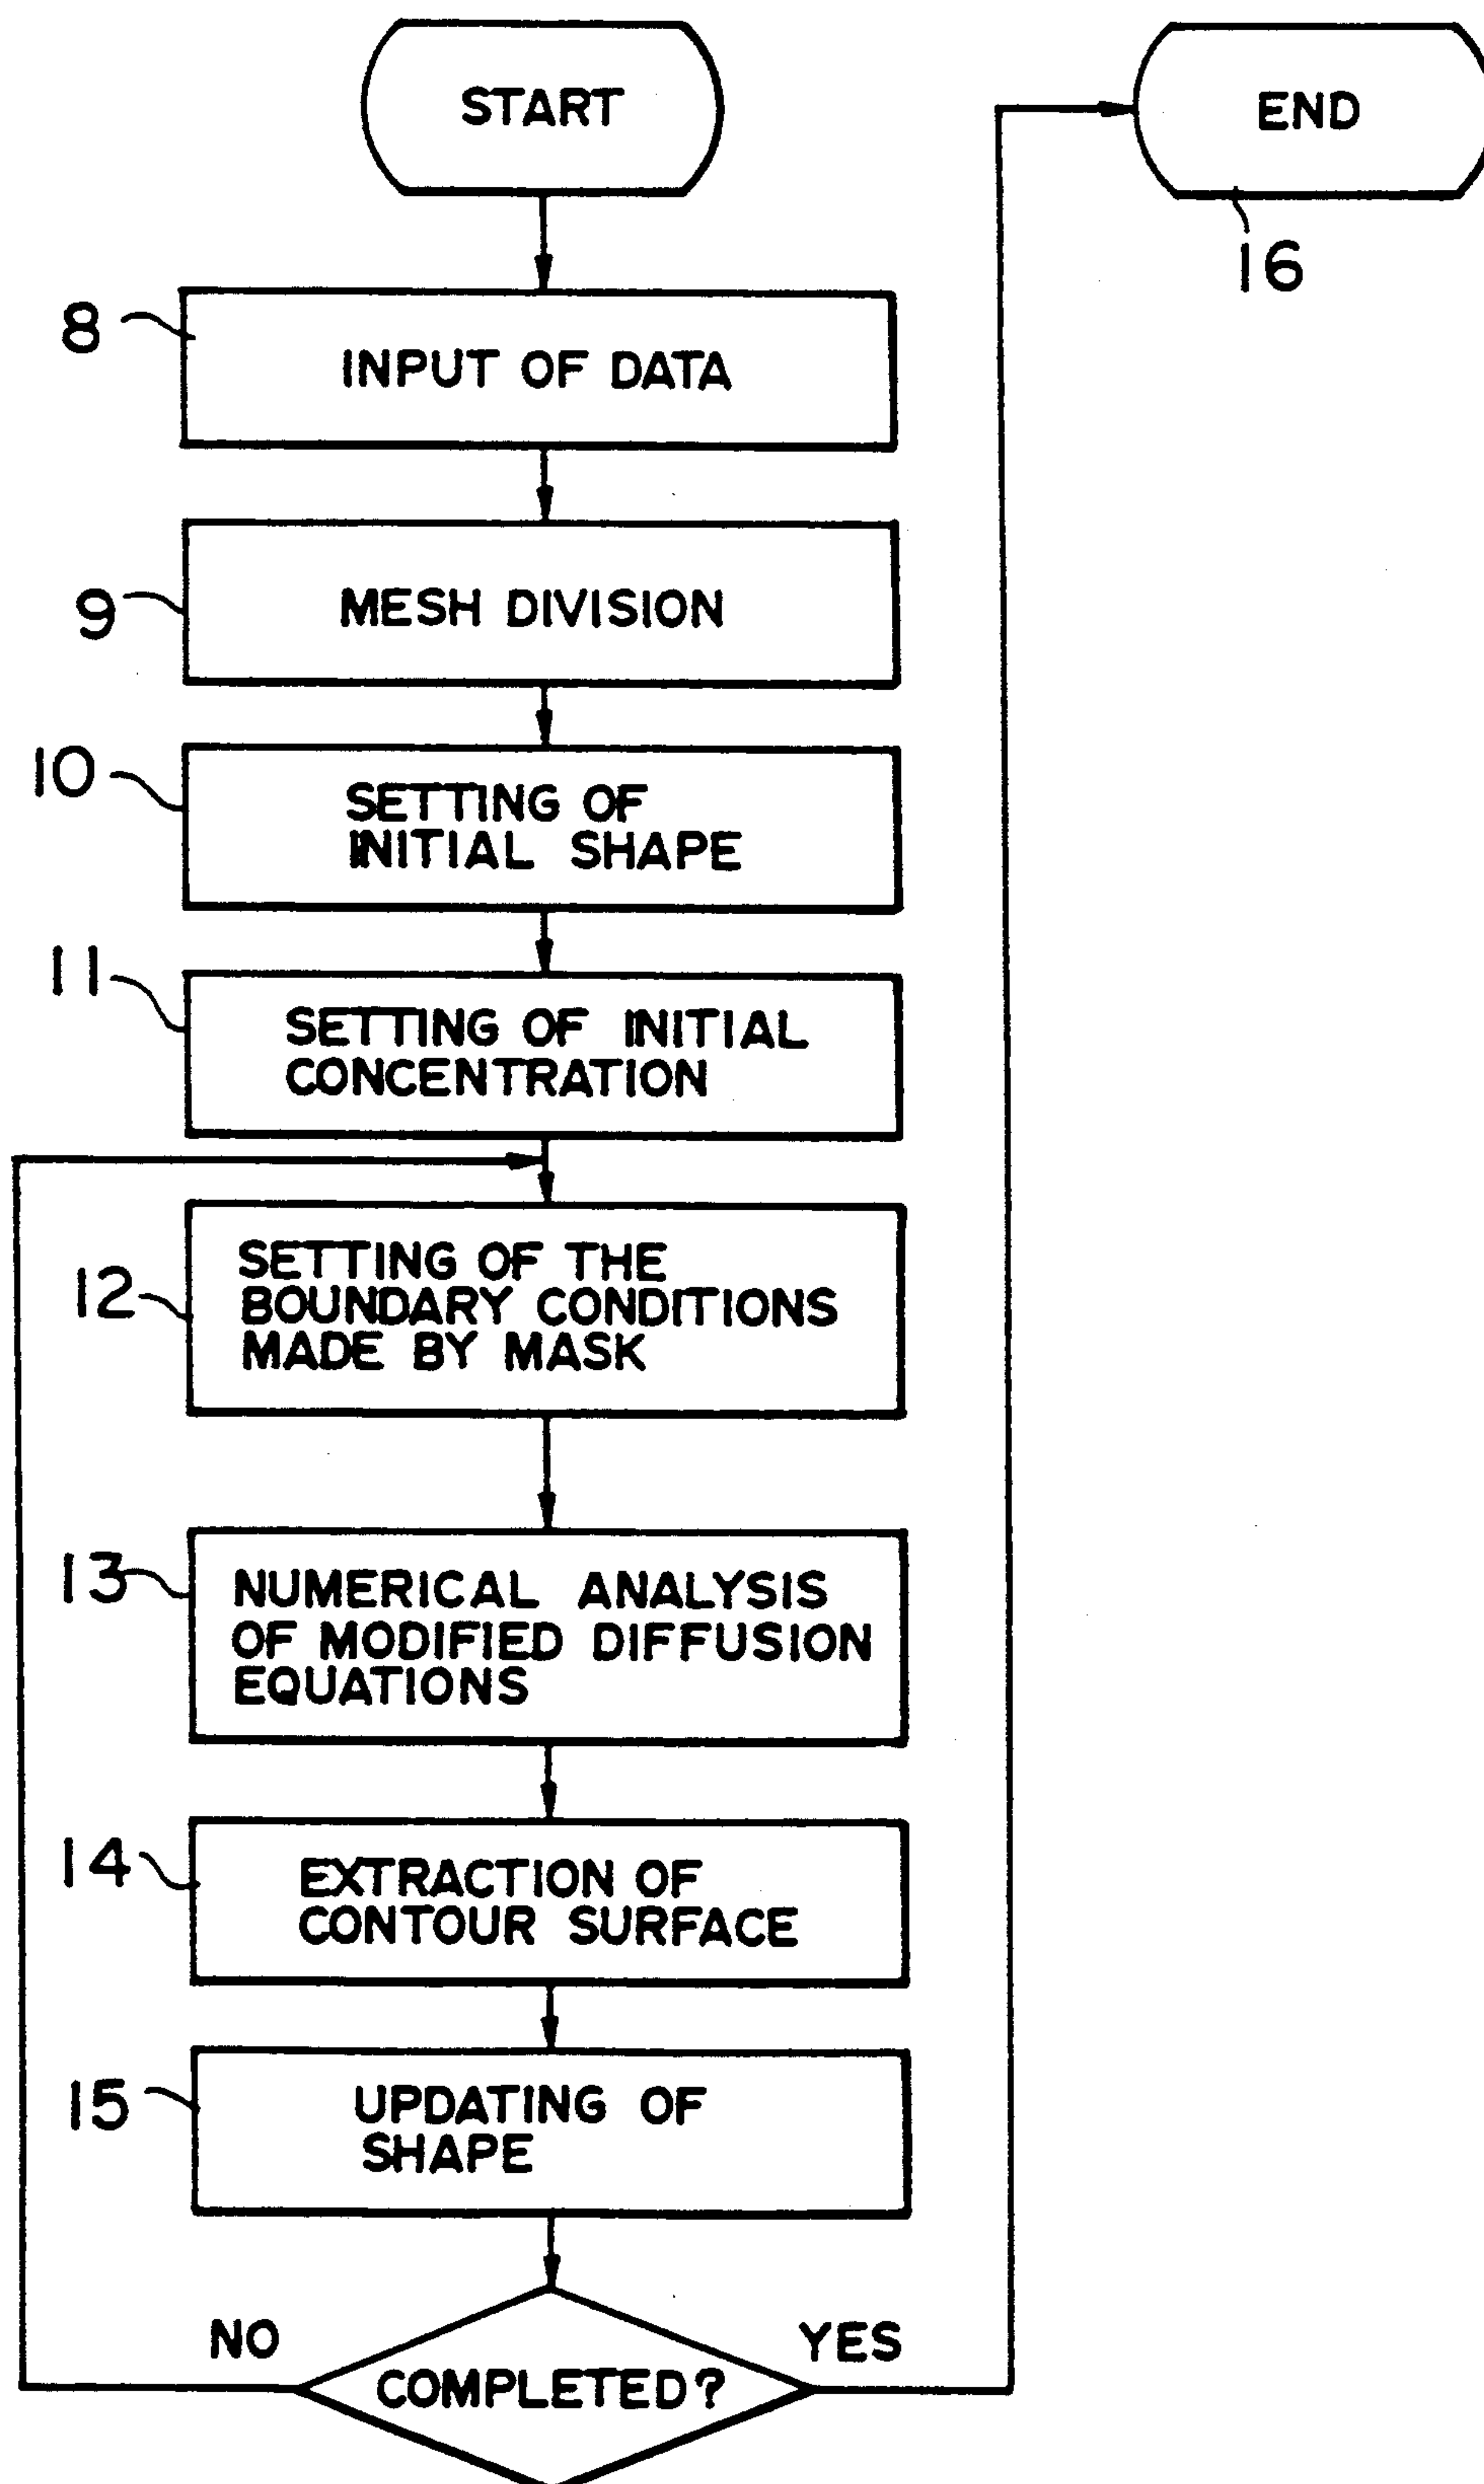 START
END
16
8
INPUT OF DATA
9
MESH DIVISION
10
SETTING OF
INITIAL SHAPE
11
SETTING OF INITIAL
CONCENTRATION
12
SETTING OF THE
BOUNDARY CONDITIONS
MADE BY MASK
13
NUMERICAL ANALYSIS
OF MODIFIED DIFFUSION
EQUATIONS
14
EXTRACTION OF
CONTOUR SURFACE
15
UPDATING OF
SHAPE
NO
YES
COMPLETED?